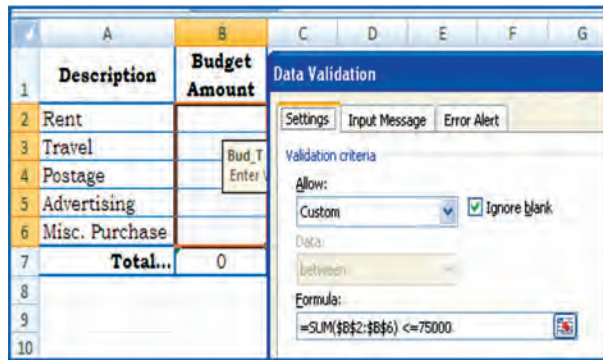 A B C D E F G
1 Description Budget Amount
2 Rent
3 Travel
4 Postage
5 Advertising
6 Misc. Purchase
7 Total... 0
8
9
10
Bud_T
Enter
Data Validation
Settings Input Message Error Alert
Validation criteria
Allow:
Custom Ignore blank
Data:
between
Formula:
=SUM($B$2:$B$6) <=75000